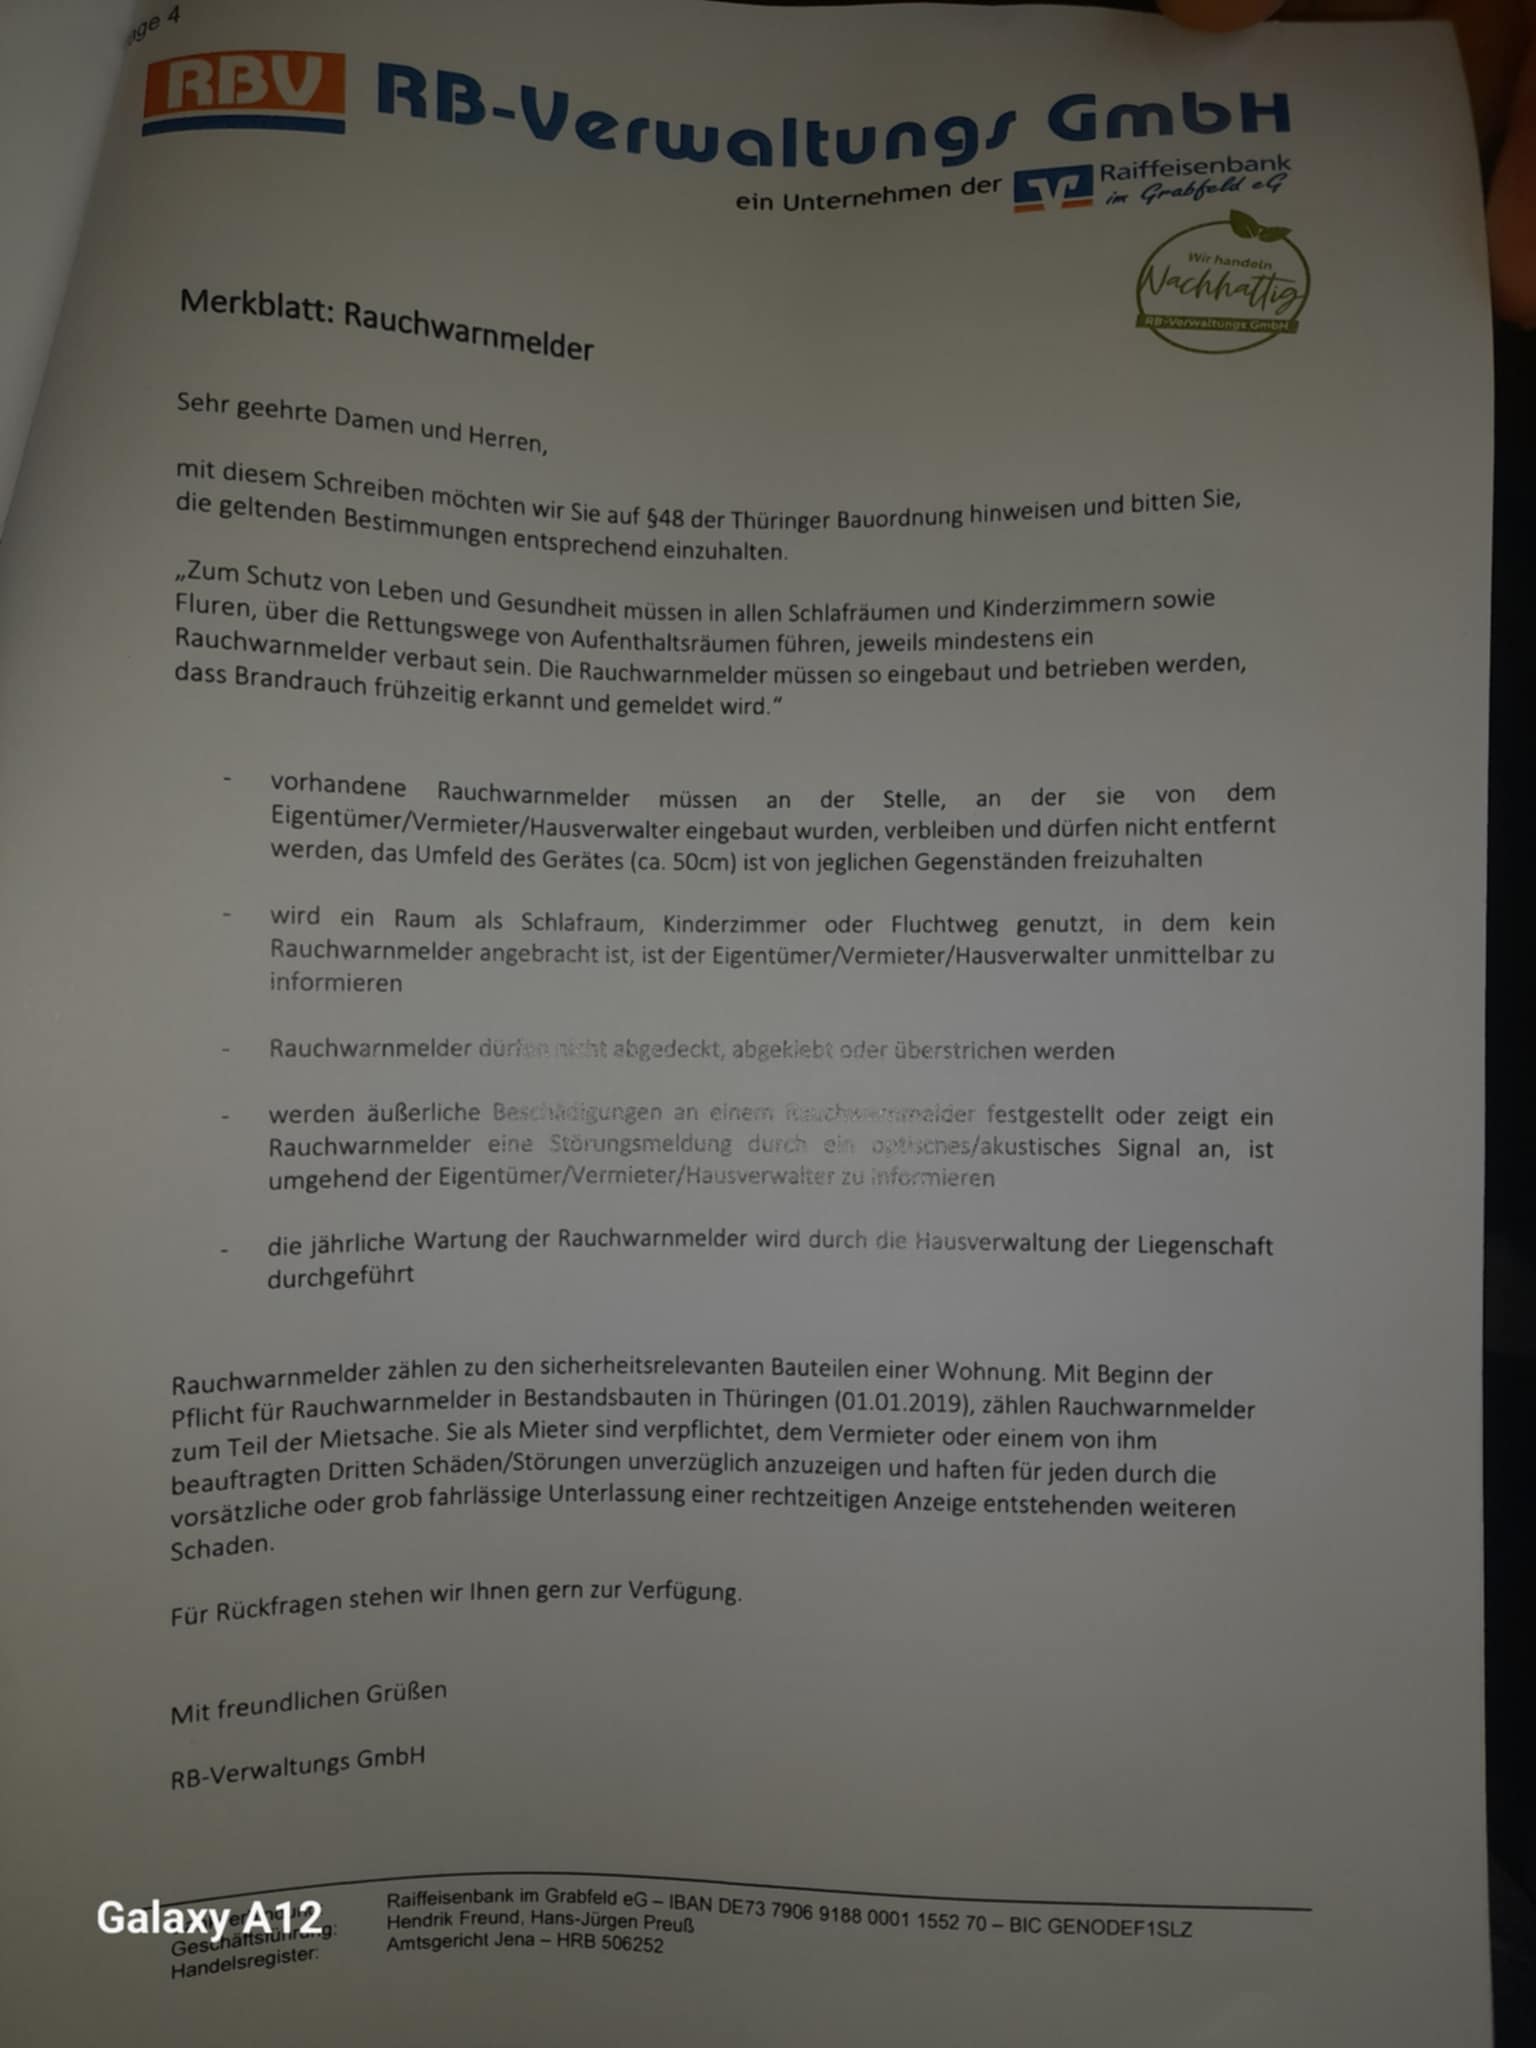 age 4
RBV RB-Verwaltungs GmbH
ein Unternehmen der Raiffeisenbank
im Grabfeld eG
Wir handeln
Nachhaltig
RB-Verwaltungs GmbH
Merkblatt: Rauchwarnmelder
Sehr geehrte Damen und Herren,
mit diesem Schreiben möchten wir Sie auf §48 der Thüringer Bauordnung hinweisen und bitten Sie,
die geltenden Bestimmungen entsprechend einzuhalten.
„Zum Schutz von Leben und Gesundheit müssen in allen Schlafräumen und Kinderzimmern sowie
Fluren, über die Rettungswege von Aufenthaltsräumen führen, jeweils mindestens ein
Rauchwarnmelder verbaut sein. Die Rauchwarnmelder müssen so eingebaut und betrieben werden,
dass Brandrauch frühzeitig erkannt und gemeldet wird.“
- vorhandene Rauchwarnmelder müssen an der Stelle, an der sie von dem
Eigentümer/Vermieter/Hausverwalter eingebaut wurden, verbleiben und dürfen nicht entfernt
werden, das Umfeld des Gerätes (ca. 50cm) ist von jeglichen Gegenständen freizuhalten
- wird ein Raum als Schlafraum, Kinderzimmer oder Fluchtweg genutzt, in dem kein
Rauchwarnmelder angebracht ist, ist der Eigentümer/Vermieter/Hausverwalter unmittelbar zu
informieren
- Rauchwarnmelder dürfen nicht abgedeckt, abgeklebt oder überstrichen werden
- werden äußerliche Beschädigungen an einem Rauchwarnmelder festgestellt oder zeigt ein
Rauchwarnmelder eine Störungsmeldung durch ein optisches/akustisches Signal an, ist
umgehend der Eigentümer/Vermieter/Hausverwalter zu informieren
- die jährliche Wartung der Rauchwarnmelder wird durch die Hausverwaltung der Liegenschaft
durchgeführt
Rauchwarnmelder zählen zu den sicherheitsrelevanten Bauteilen einer Wohnung. Mit Beginn der
Pflicht für Rauchwarnmelder in Bestandsbauten in Thüringen (01.01.2019), zählen Rauchwarnmelder
zum Teil der Mietsache. Sie als Mieter sind verpflichtet, dem Vermieter oder einem von ihm
beauftragten Dritten Schäden/Störungen unverzüglich anzuzeigen und haften für jeden durch die
vorsätzliche oder grob fahrlässige Unterlassung einer rechtzeitigen Anzeige entstehenden weiteren
Schaden.
Für Rückfragen stehen wir Ihnen gern zur Verfügung.
Mit freundlichen Grüßen
RB-Verwaltungs GmbH
Raiffeisenbank im Grabfeld eG – IBAN DE73 7906 9188 0001 1552 70 – BIC GENODEF1SLZ
Geschäftsführung: Hendrik Freund, Hans-Jürgen Preuß
Handelsregister: Amtsgericht Jena – HRB 506252
Galaxy A12